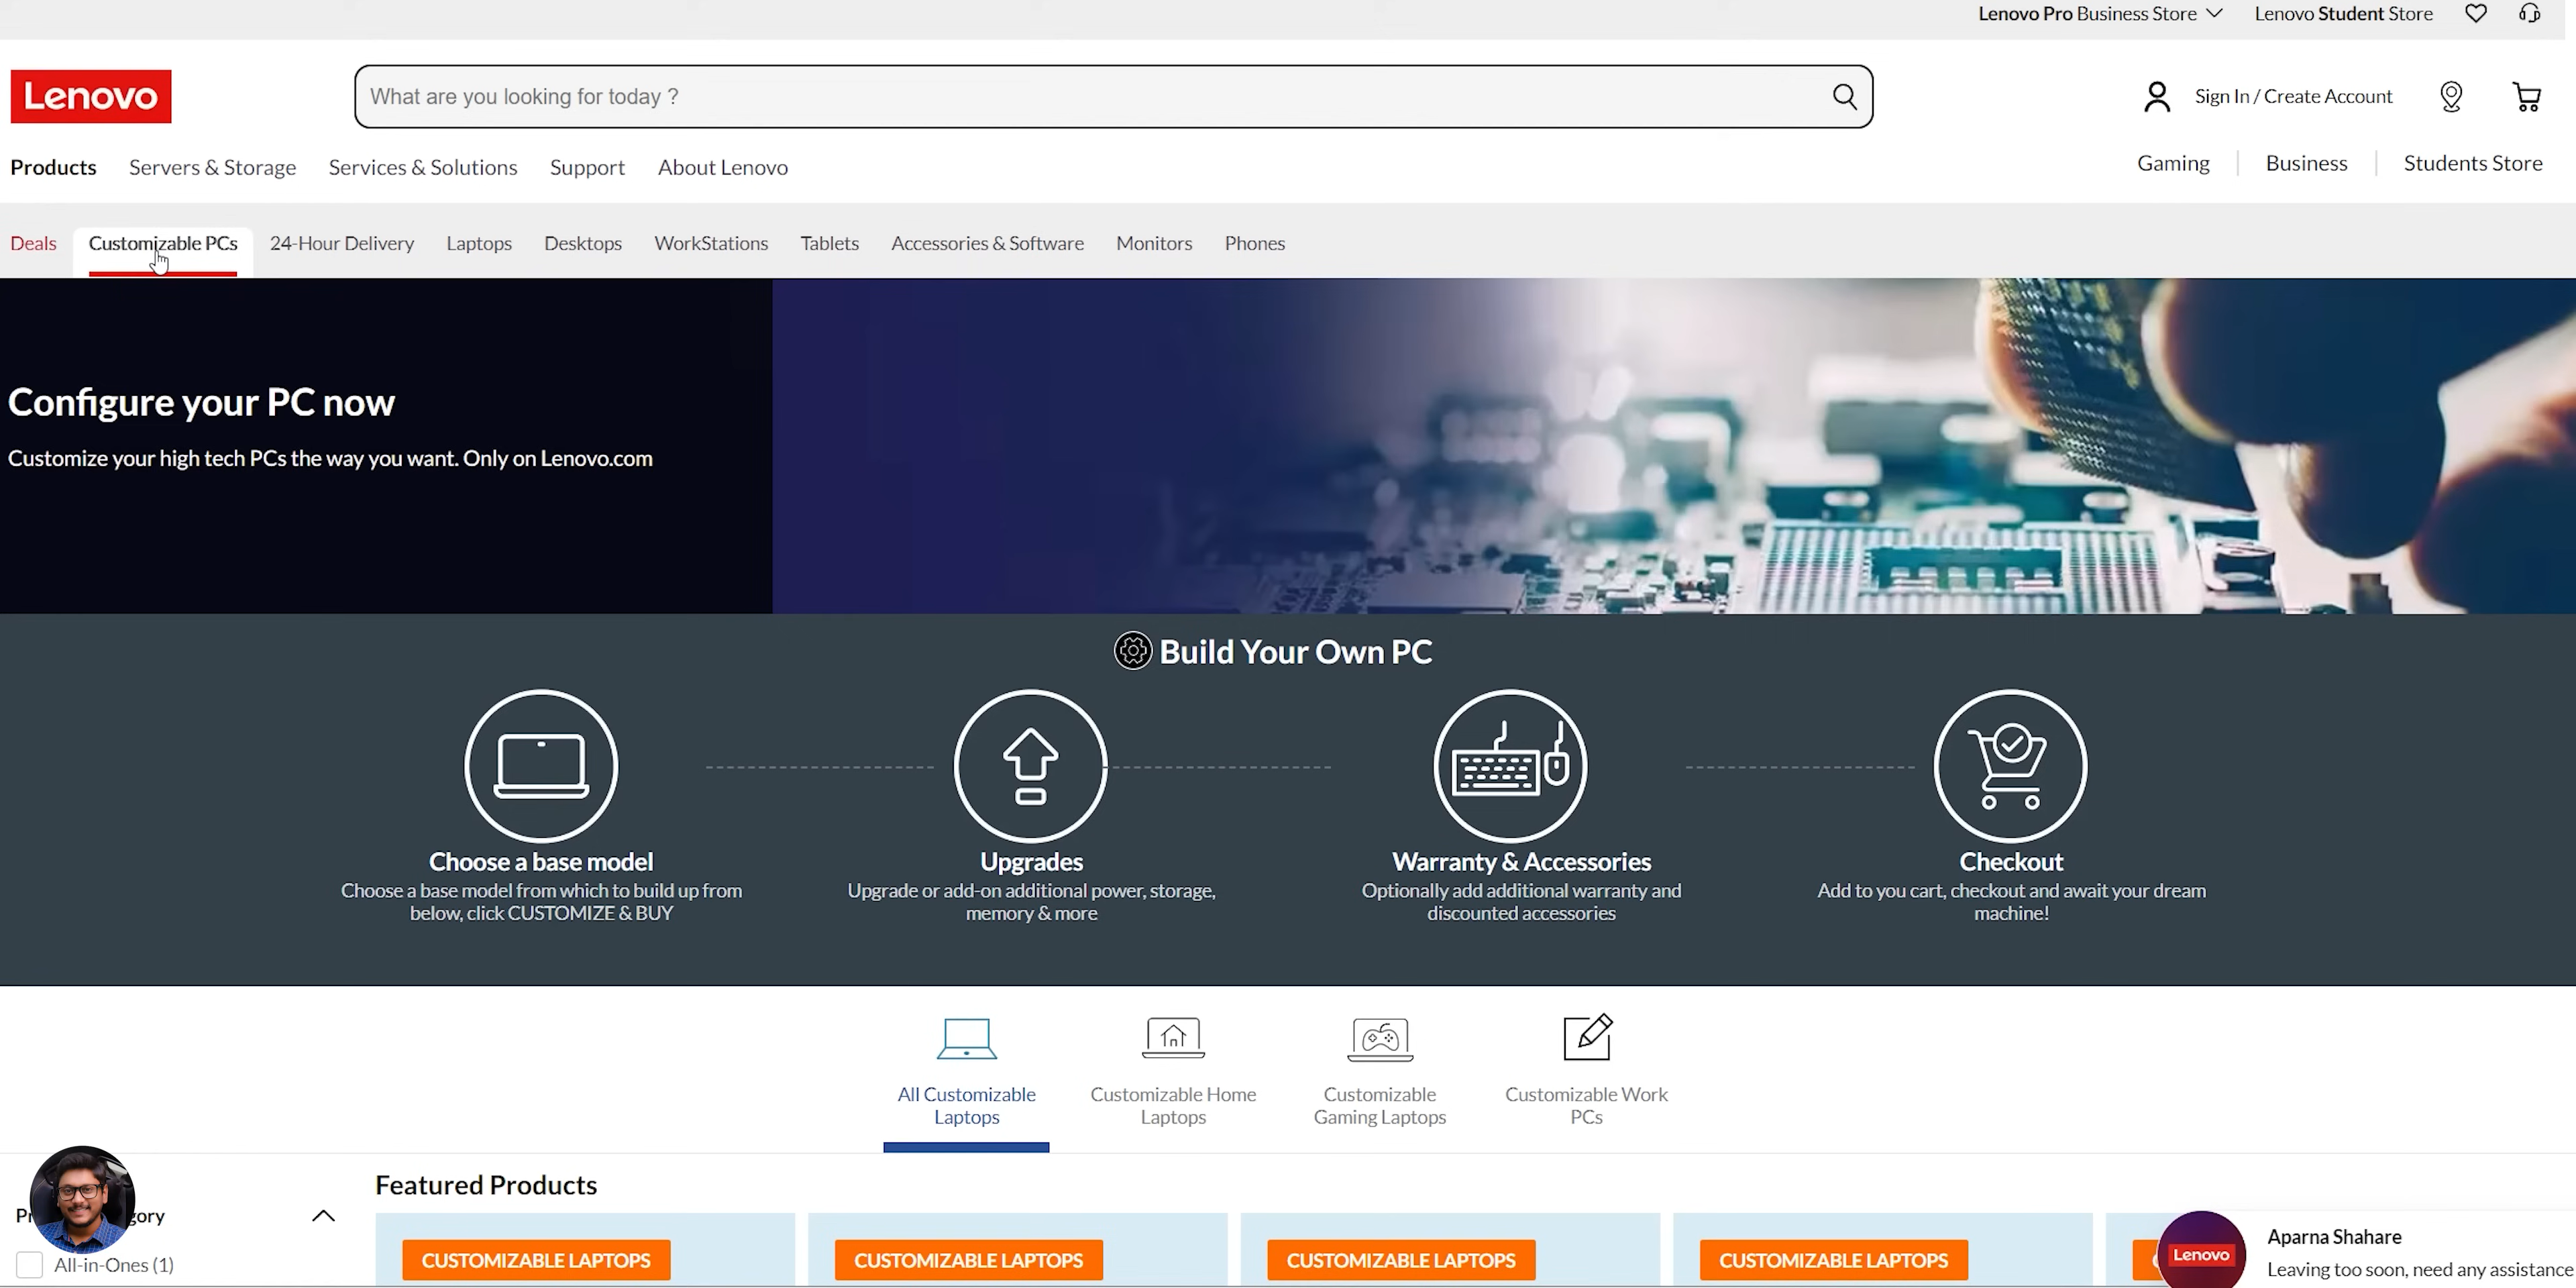 Lenovo Pro Business Store
Lenovo Student Store
Lenovo
What are you looking for today ?
Sign In / Create Account
Products
Servers & Storage
Services & Solutions
Support
About Lenovo
Gaming
Business
Students Store
Deals
Customizable PCs
24-Hour Delivery
Laptops
Desktops
WorkStations
Tablets
Accessories & Software
Monitors
Phones
Configure your PC now
Customize your high tech PCs the way you want. Only on Lenovo.com
Build Your Own PC
Choose a base model
Choose a base model from which to build up from
below, click CUSTOMIZE & BUY
Upgrades
Upgrade or add-on additional power, storage,
memory & more
Warranty & Accessories
Optionally add additional warranty and
discounted accessories
Checkout
Add to you cart, checkout and await your dream
machine!
All Customizable
Laptops
Customizable Home
Laptops
Customizable
Gaming Laptops
Customizable Work
PCs
Featured Products
All-in-Ones (1)
CUSTOMIZABLE LAPTOPS
CUSTOMIZABLE LAPTOPS
CUSTOMIZABLE LAPTOPS
CUSTOMIZABLE LAPTOPS
Lenovo
Aparna Shahare
Leaving too soon, need any assistance